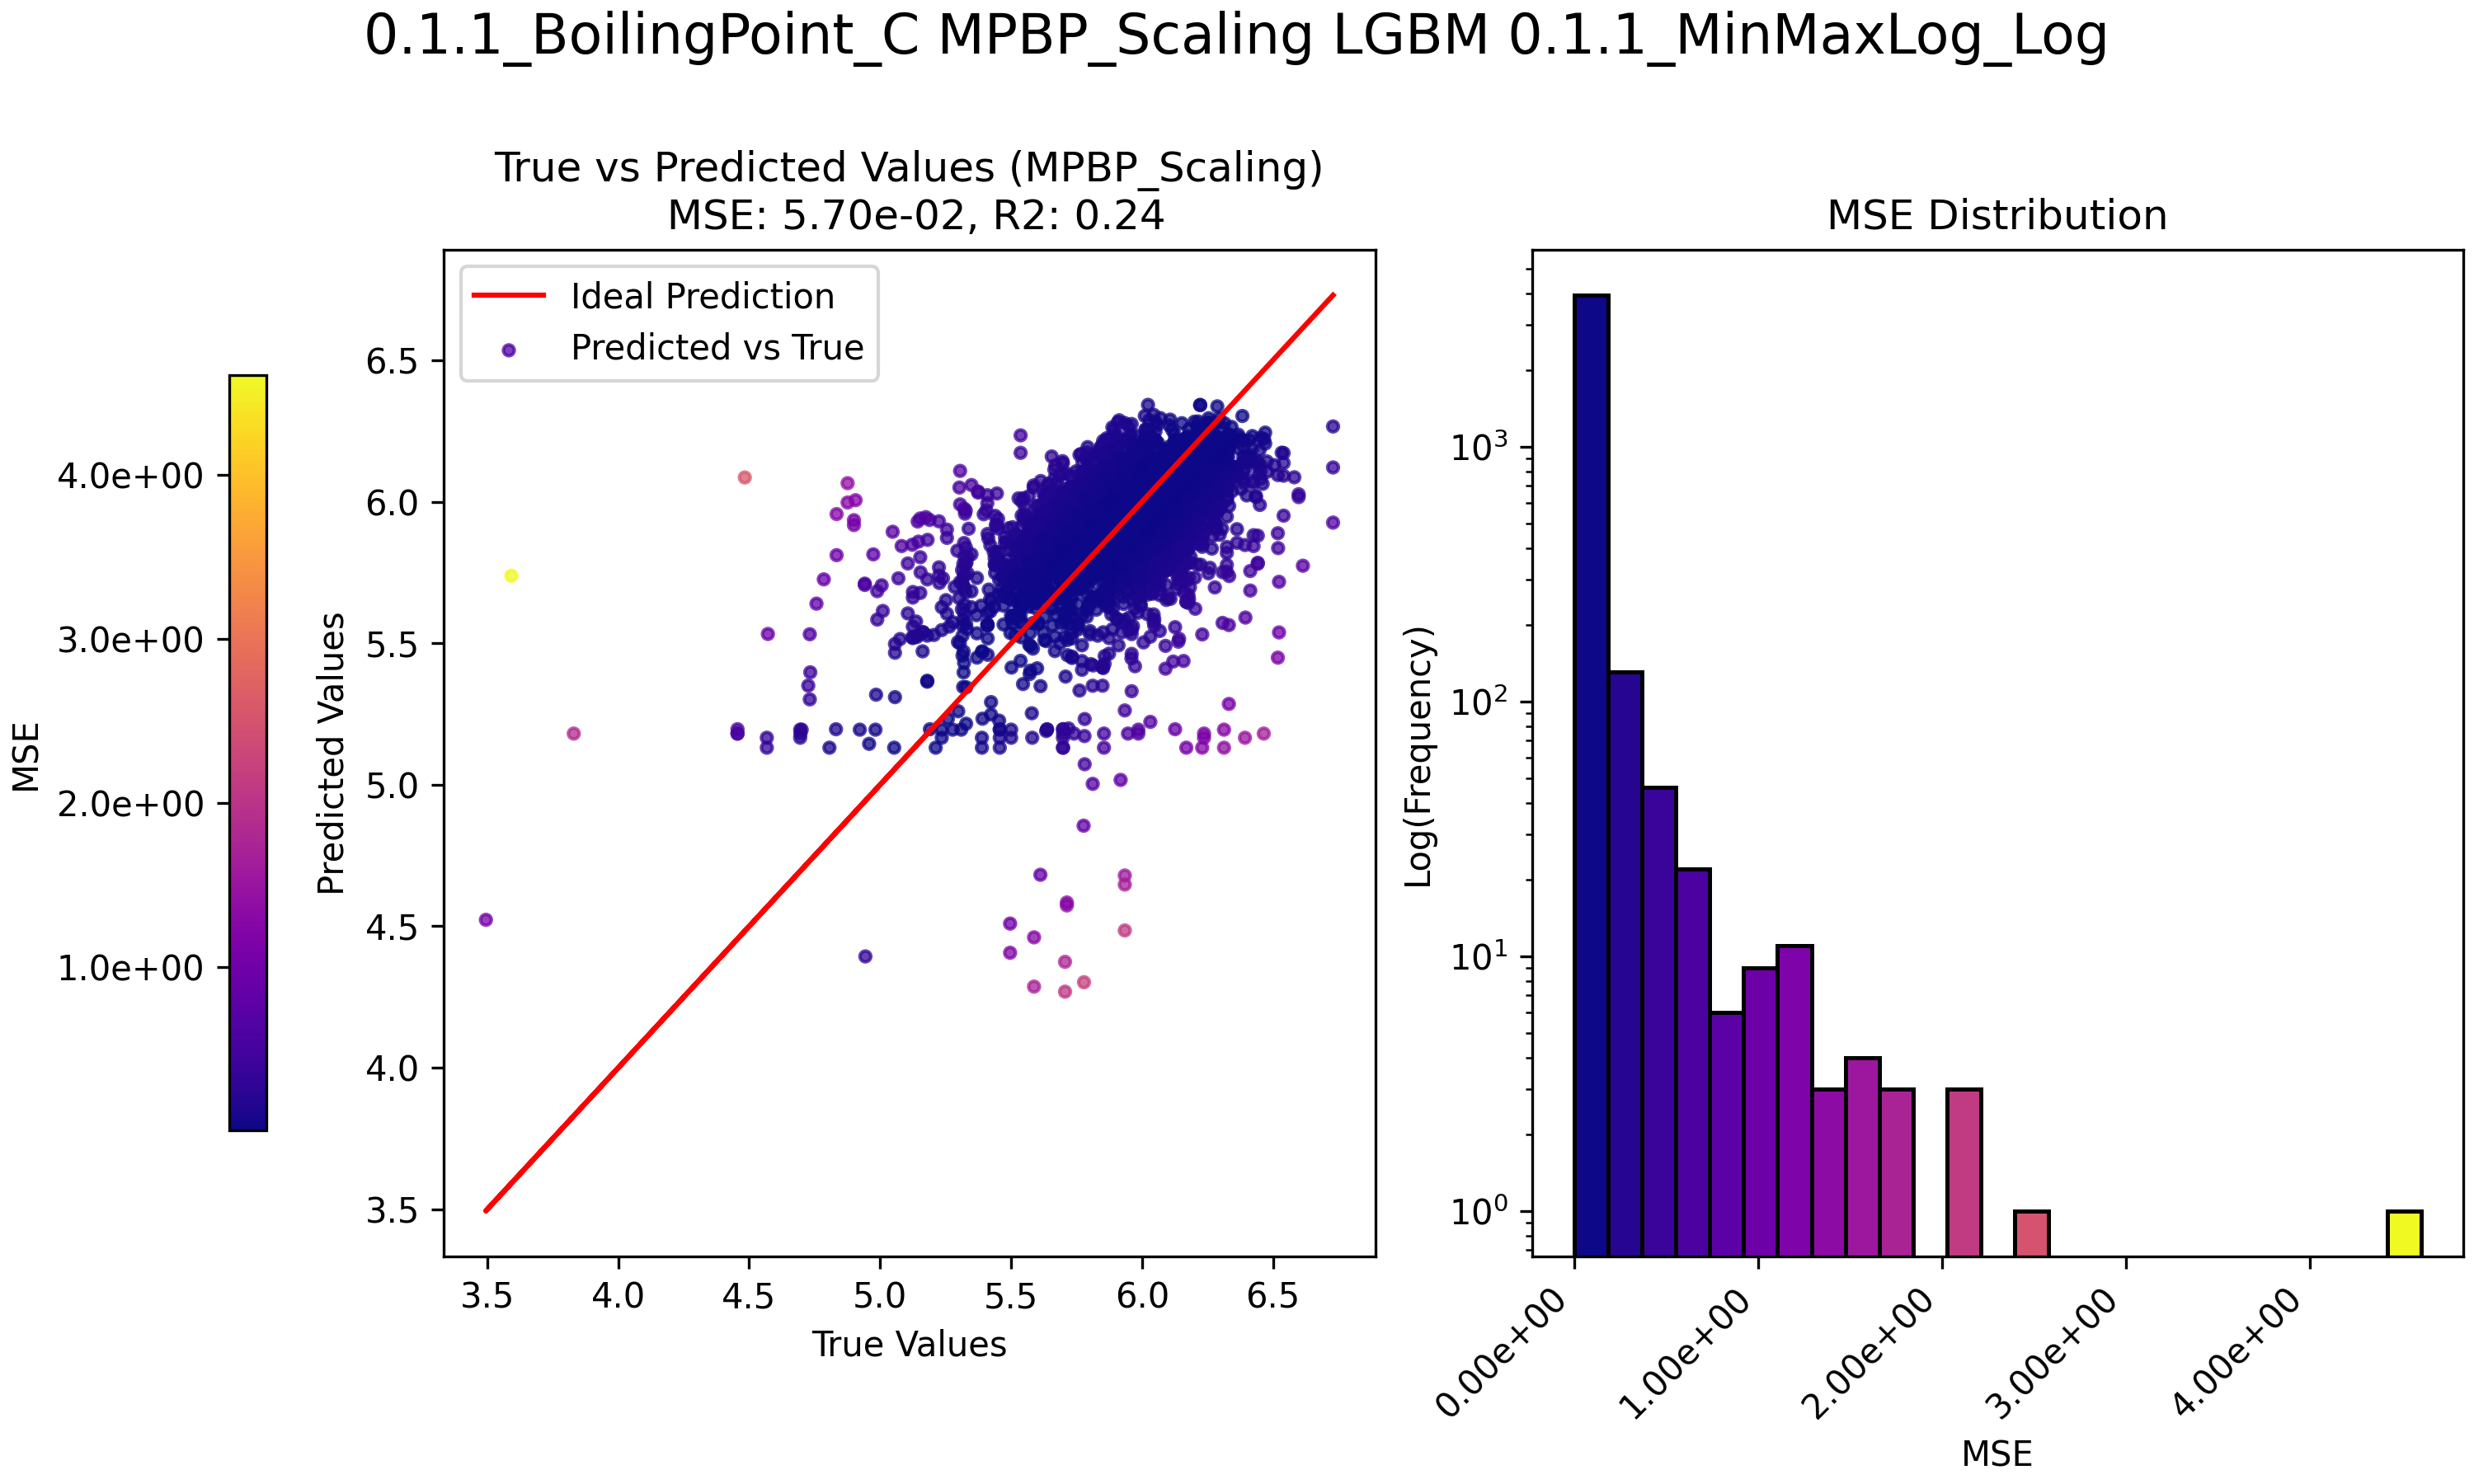 0.1.1_BoilingPoint_C MPBP_Scaling LGBM 0.1.1_MinMaxLog_Log
True vs Predicted Values (MPBP_Scaling)
MSE: 5.70e-02, R2: 0.24
MSE Distribution
Ideal Prediction
Predicted vs True
MSE
4.0e+00
3.0e+00
2.0e+00
1.0e+00
Predicted Values
6.5
6.0
5.5
5.0
4.5
4.0
3.5
3.5 4.0 4.5 5.0 5.5 6.0 6.5
True Values
Log(Frequency)
10³
10²
10¹
10⁰
0.00e+00 1.00e+00 2.00e+00 3.00e+00 4.00e+00
MSE